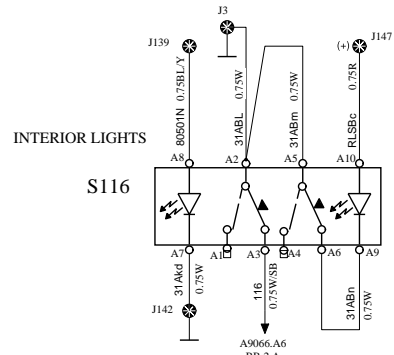 J3
J139
(+) J147
80501N 0.75BL/Y
31ABL 0.75W
31ABm 0.75W
RLSBc 0.75R
INTERIOR LIGHTS
A8 A2 A5 A10
S116
A7 A1 A3 A4 A6 A9
31Akd 0.75W
116 0.75W/SB
31ABn 0.75W
J142
A9066.A6